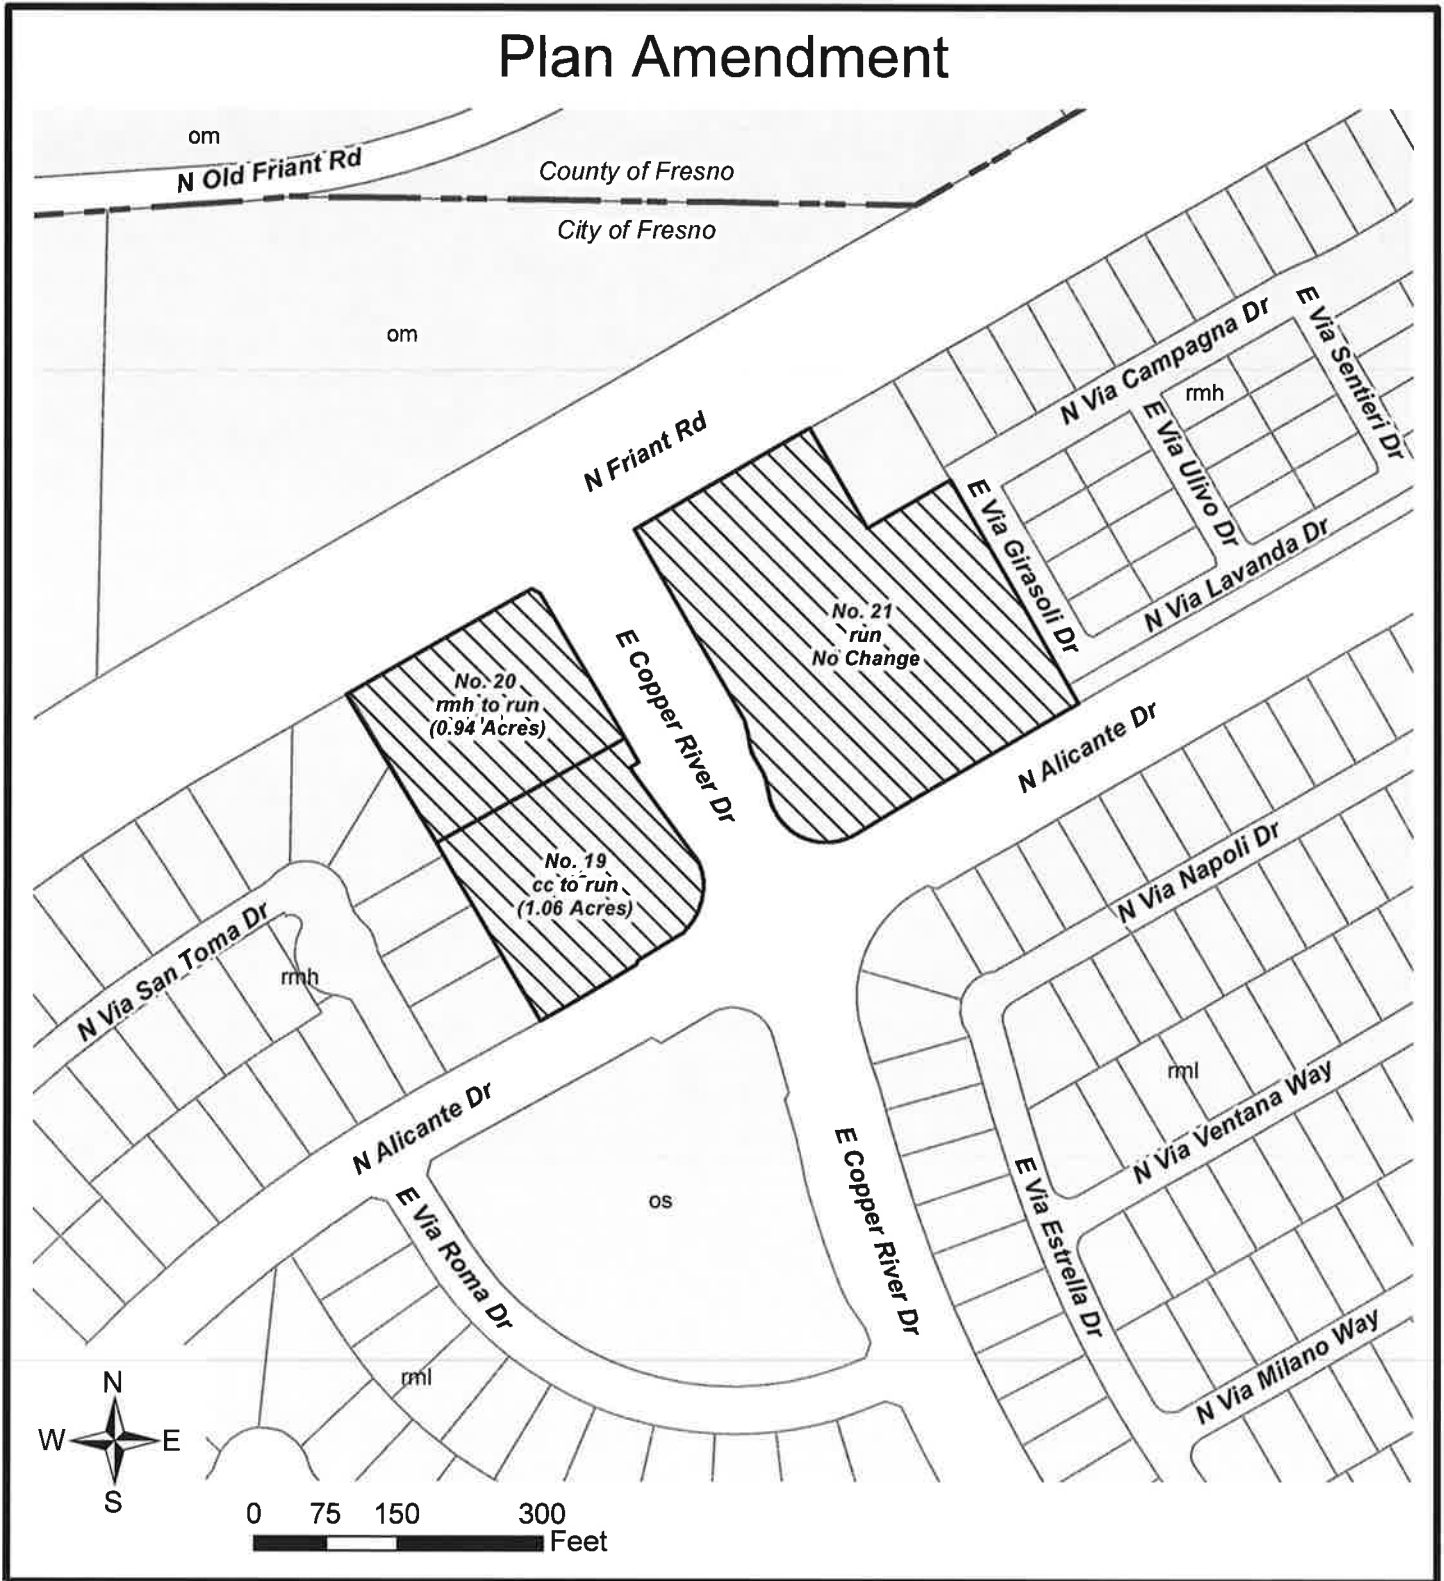 Plan Amendment
om
N Old Friant Rd
County of Fresno
City of Fresno
om
E Via Sentieri Dr
N Via Campagna Dr
rmh
E Via Ulivo Dr
N Friant Rd
E Via Girasoli Dr
N Via Lavanda Dr
No. 21
run
No Change
E Copper River Dr
No. 20
rmh to run
(0.94 Acres)
N Alicante Dr
No. 19
cc to run
(1.06 Acres)
N Via Napoli Dr
N Via San Toma Dr
rmh
rml
N Alicante Dr
N Via Ventana Way
E Copper River Dr
E Via Estrella Dr
os
E Via Roma Dr
rml
N Via Milano Way
N
W E
S
0 75 150 300
Feet